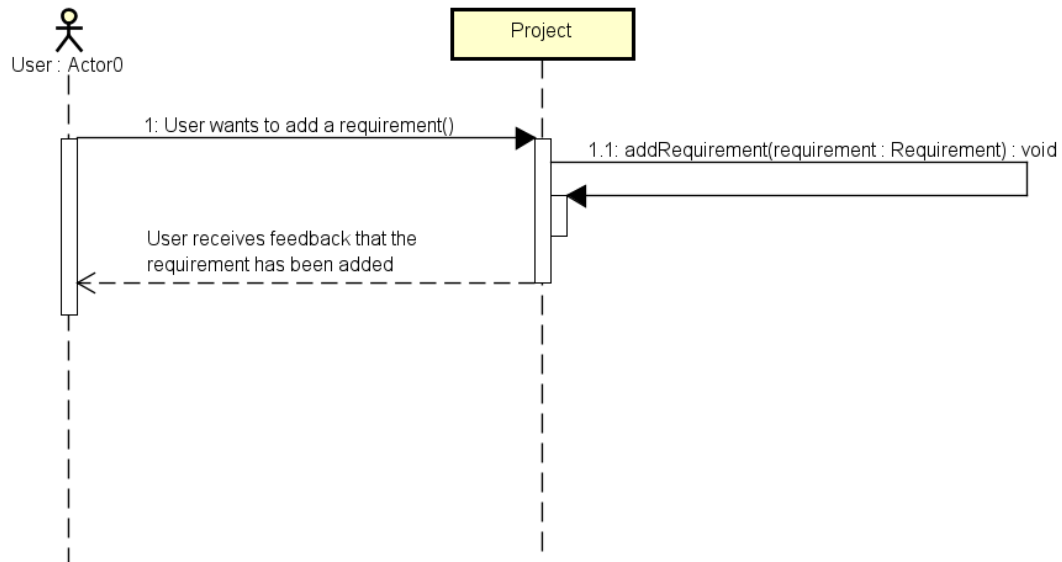 Project
User : Actor0
1: User wants to add a requirement()
1.1: addRequirement(requirement : Requirement) : void
User receives feedback that the
requirement has been added